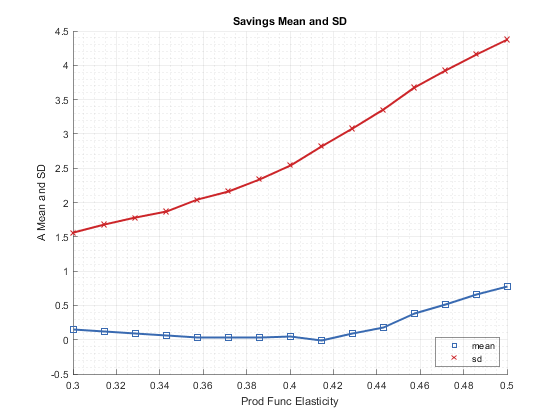 Savings Mean and SD
A Mean and SD
4.5
4
3.5
3
2.5
2
1.5
1
0.5
0
-0.5
0.3 0.32 0.34 0.36 0.38 0.4 0.42 0.44 0.46 0.48 0.5
Prod Func Elasticity
mean
sd